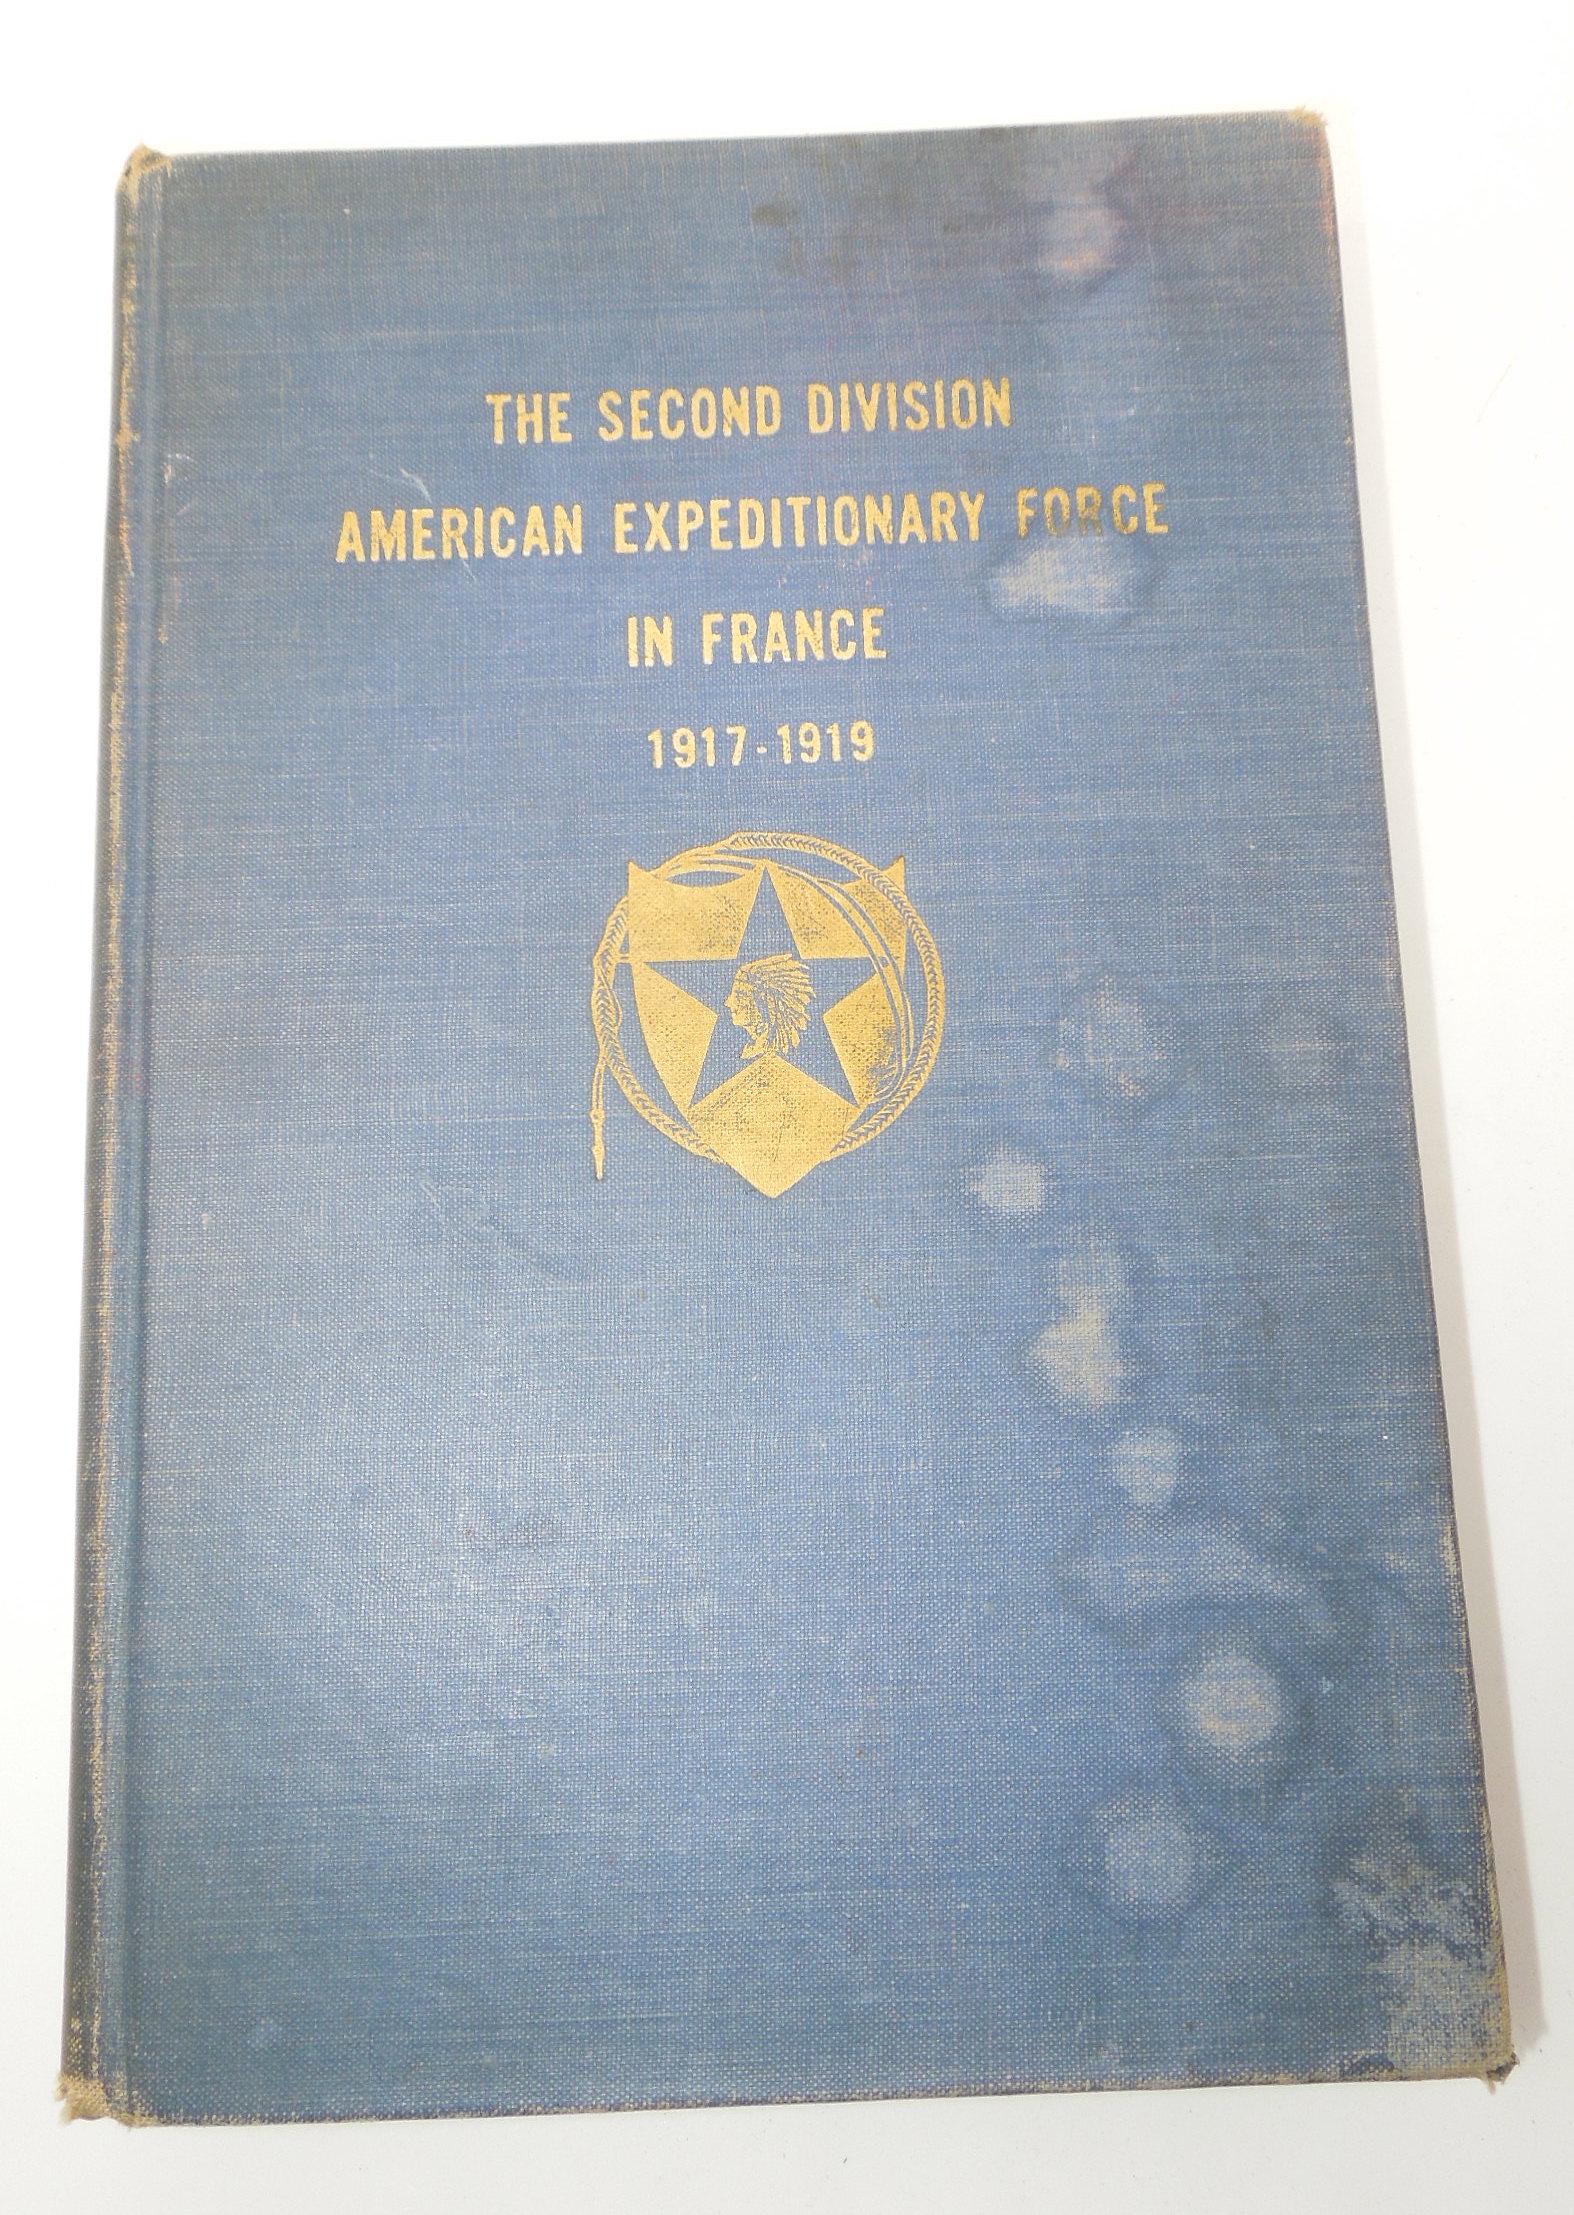 THE SECOND DIVISION
AMERICAN EXPEDITIONARY FORCE
IN FRANCE
1917-1919